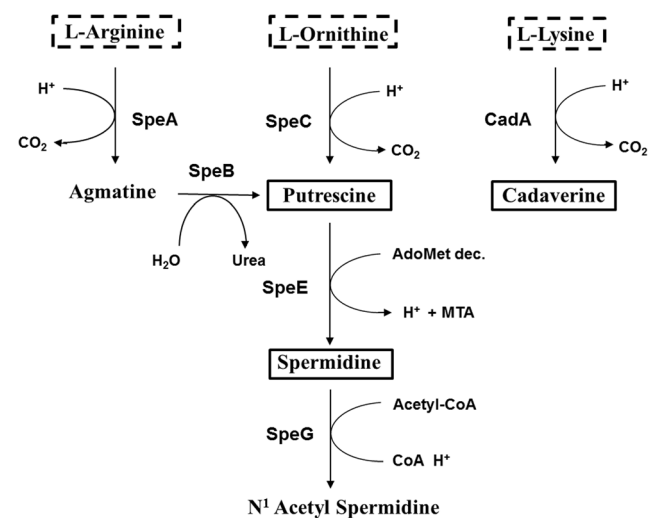 L-Arginine L-Ornithine L-Lysine
H⁺ H⁺ H⁺
SpeA SpeC CadA
CO₂ CO₂ CO₂
SpeB
Agmatine Putrescine Cadaverine
H₂O Urea AdoMet dec.
SpeE
H⁺ + MTA
Spermidine
Acetyl-CoA
SpeG
CoA H⁺
N¹ Acetyl Spermidine